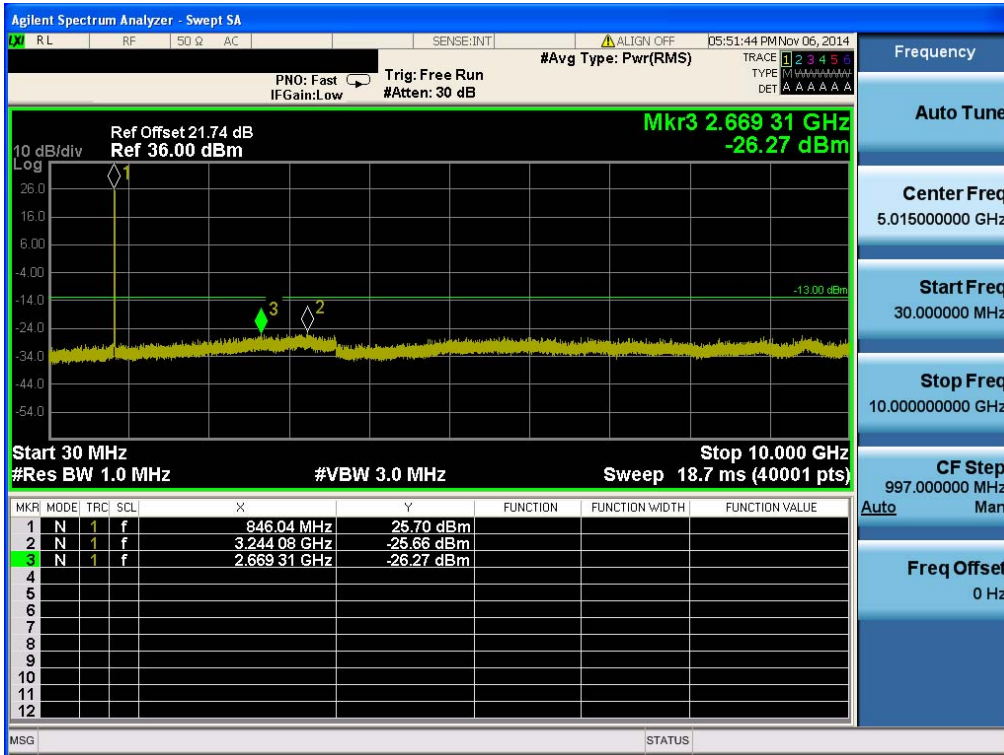 Agilent Spectrum Analyzer - Swept SA
LXI RL RF 50 Ω AC SENSE:INT ALIGN OFF 05:51:44 PM Nov 06, 2014
Frequency
#Avg Type: Pwr(RMS) TRACE 1 2 3 4 5 6
PNO: Fast Trig: Free Run TYPE M
IFGain:Low #Atten: 30 dB DET A A A A A A
Auto Tune
Mkr3 2.669 31 GHz
Ref Offset 21.74 dB
10 dB/div Ref 36.00 dBm -26.27 dBm
Log
1
26.0
Center Freq
5.015000000 GHz
16.0
6.00
-4.00
-13.00 dBm
Start Freq
30.000000 MHz
-14.0
3 2
-24.0
-34.0
-44.0
Stop Freq
10.000000000 GHz
-54.0
Start 30 MHz Stop 10.000 GHz
#Res BW 1.0 MHz #VBW 3.0 MHz Sweep 18.7 ms (40001 pts)
CF Step
997.000000 MHz
Auto Man
MKR MODE TRC SCL X Y FUNCTION FUNCTION WIDTH FUNCTION VALUE
1 N 1 f 846.04 MHz 25.70 dBm
2 N 1 f 3.244 08 GHz -25.66 dBm
3 N 1 f 2.669 31 GHz -26.27 dBm
4
5
6
7
8
9
10
11
12
Freq Offset
0 Hz
MSG STATUS